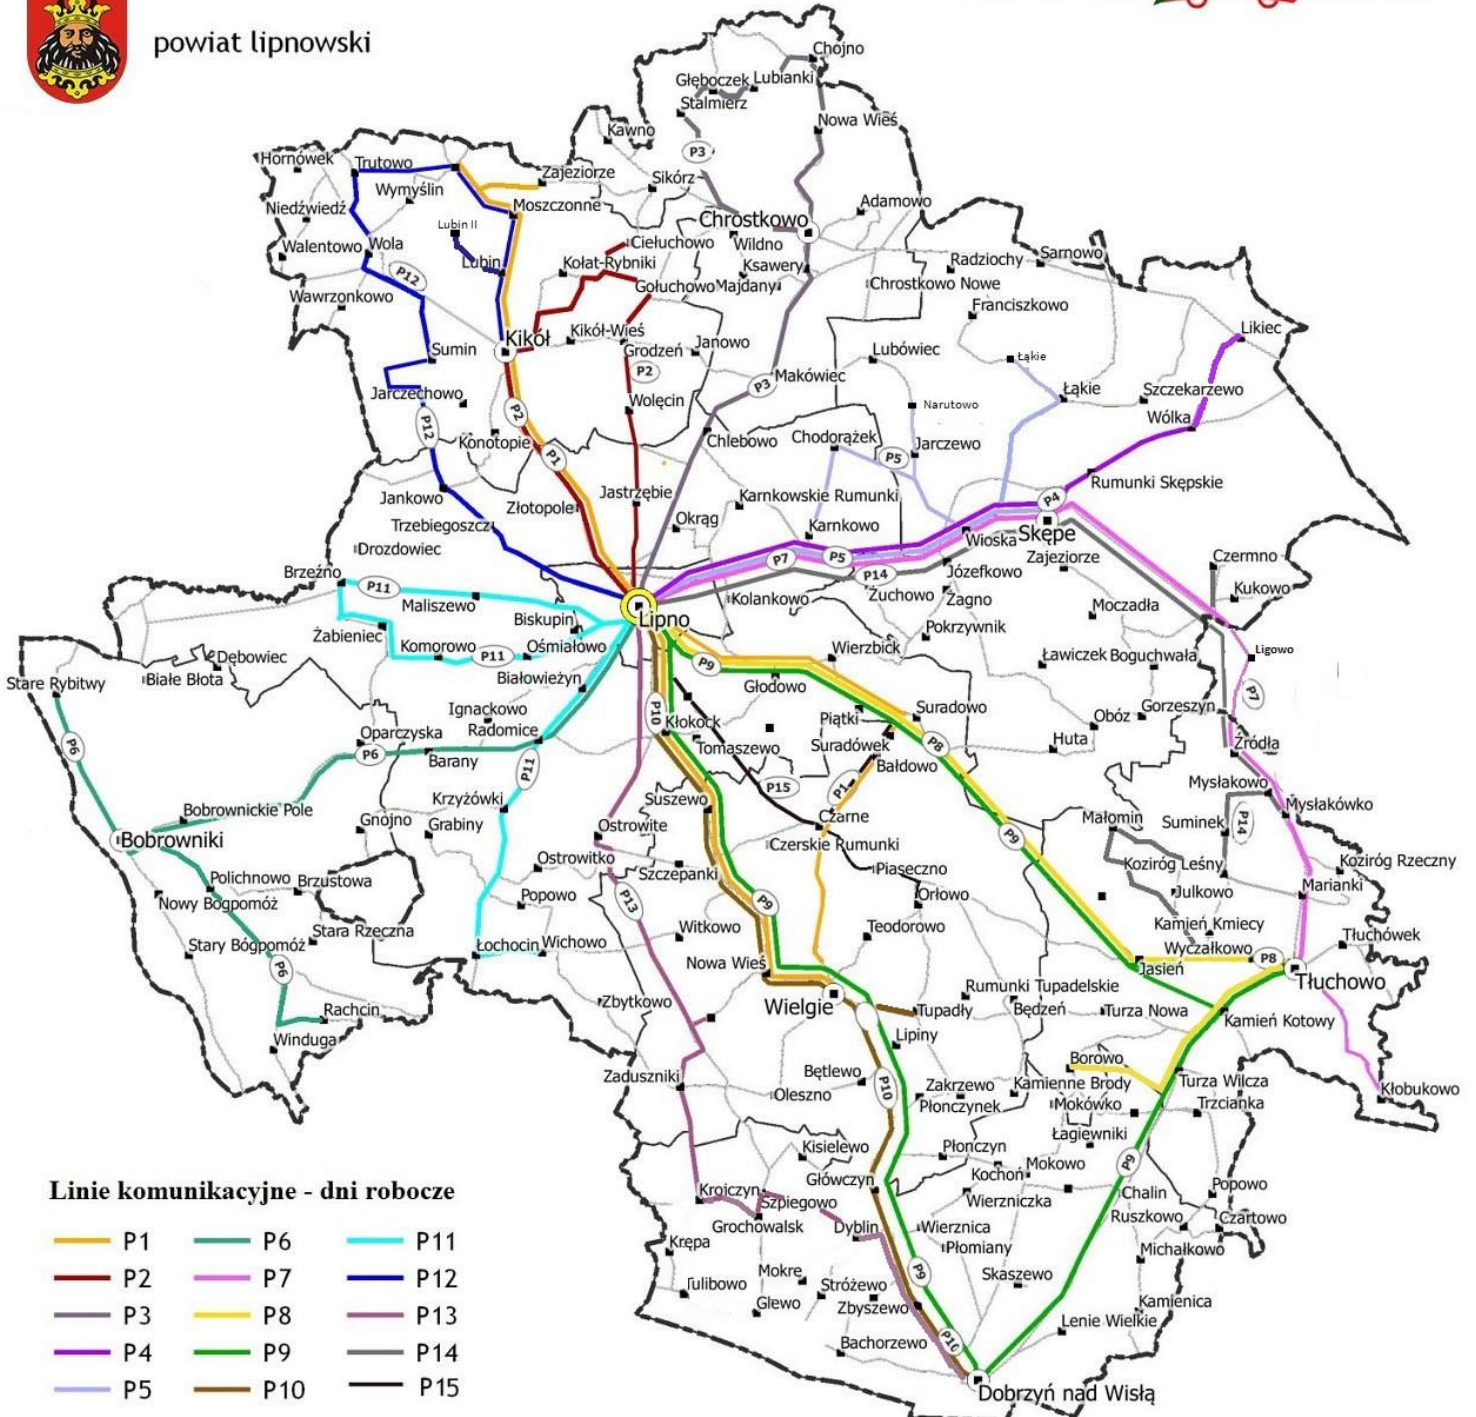 powiat lipnowski
Chojno
Głęboczek
Lubianki
Stalmierz
Nowa Wieś
Kawno
P3
Hornówek
Trutowo
Zajeziorze
Sikórz
Wymyślin
Niedźwiedź
Moszczonne
Adamowo
Chrostkowo
Lubin II
Walentowo
Wola
Ciełuchowo
Wildno
Sarnowo
Lubin
Kołat-Rybniki
Ksawery
Radziochy
P12
Gołuchowo
Majdany
Chrostkowo Nowe
Wawrzonkowo
Franciszkowo
Kikół
Kikół-Wieś
Likiec
Sumin
Grodzeń
Janowo
Lubówiec
Łąkie
P2
P3
Makówiec
Łąkie
Szczekarzewo
Jarczechowo
Wolęcin
Narutowo
Wólka
P2
P12
Konotopie
Chlebowo
Chodorążek
Jarczewo
P1
P5
Rumunki Skępskie
Jankowo
Jastrzębie
Karnkowskie Rumunki
P4
Złotopole
Trzebiegoszcz
Okrąg
Karnkowo
Wioska
Skępe
Drozdowiec
P7
P5
Zajeziorze
Czermno
Brzeźno
P11
P14
Józefkowo
Maliszewo
Kolankowo
Żuchowo
Zagno
Kukowo
Biskupin
Lipno
Moczadła
Żabieniec
Pokrzywnik
Komorowo
P11
Ośmiałowo
Wierzbick
Ligowo
Dębowiec
P9
Ławiczek
Boguchwała
Białe Błota
Białowieżyn
Głodowo
Stare Rybitwy
P7
Ignackowo
P10
Gorzeszyn
Kłokock
Piątki
Suradowo
Obóz
Radomice
Oparczyska
P6
Tomaszewo
Suradówek
P8
Huta
Źródła
P6
Barany
P11
Bałdowo
Mysłakowo
P15
P1
Krzyżówki
Suszewo
Mysłakówko
Bobrownickie Pole
Czarne
Małomin
Suminek
P14
Gnojno
Grabiny
Ostrowite
P9
Bobrowniki
Czerskie Rumunki
Ostrowitko
Koziróg Leśny
Koziróg Rzeczny
Szczepanki
Piaseczno
Polichnowo
Brzustowa
Marianki
Popowo
Orłowo
Julkowo
Nowy Bógpomóż
P13
P9
Witkowo
Teodorowo
Kamień Kmiecy
Stara Rzeczna
Stary Bógpomóż
Łochocin
Wichowo
Tłuchówek
Wyczałkowo
P8
P6
Nowa Wieś
Jasień
Tłuchowo
Rumunki Tupadelskie
Wielgie
Zbytkowo
Rachcin
Tupadły
Będzeń
Turza Nowa
Kamień Kotowy
Winduga
Lipiny
Borowo
Bętlewo
Zaduszniki
P10
Zakrzewo
Kamienne Brody
Turza Wilcza
Kłobukowo
Oleszno
Płonczynek
Mokówko
Trzcianka
Łagiewniki
Kisielewo
Płonczyn
P9
Mokowo
Kochoń
Główczyn
Krojczyn
Wierzniczka
Chalin
Popowo
Linie komunikacyjne - dni robocze
Szpiegowo
Grochowalsk
Dyblin
Wierznica
Ruszkowo
Czartowo
Krępa
Płomiany
Michałkowo
P1
P6
P11
P2
P7
P12
Mokre
P9
Skaszewo
Tulibowo
Stróżewo
P3
P8
P13
Glewo
Zbyszewo
Kamienica
Lenie Wielkie
P4
P9
P14
Bachorzewo
P10
P5
P10
P15
Dobrzyń nad Wisłą